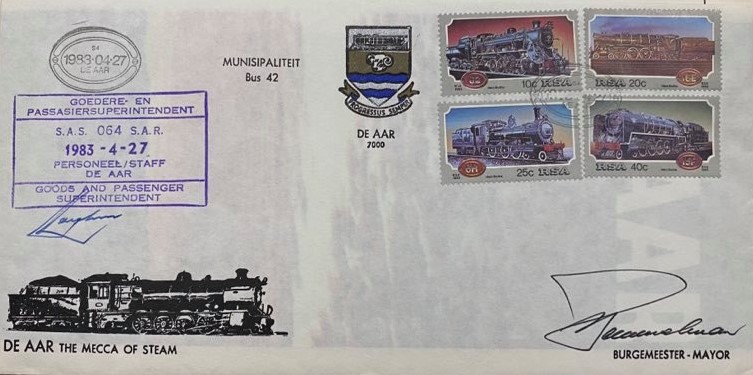 S4
1983-04-27
DE AAR
GOEDERE- EN
PASSASIERSUPERINTENDENT
S.A.S. 064 S.A.R.
1983 -4-27
PERSONEEL/STAFF
DE AAR
GOODS AND PASSENGER
SUPERINTENDENT
MUNISIPALITEIT
Bus 42
PROGRESSUS SEMPER
DE AAR
7000
10c RSA
RSA 20c
25c RSA
RSA 40c
DE AAR THE MECCA OF STEAM
BURGEMEESTER - MAYOR